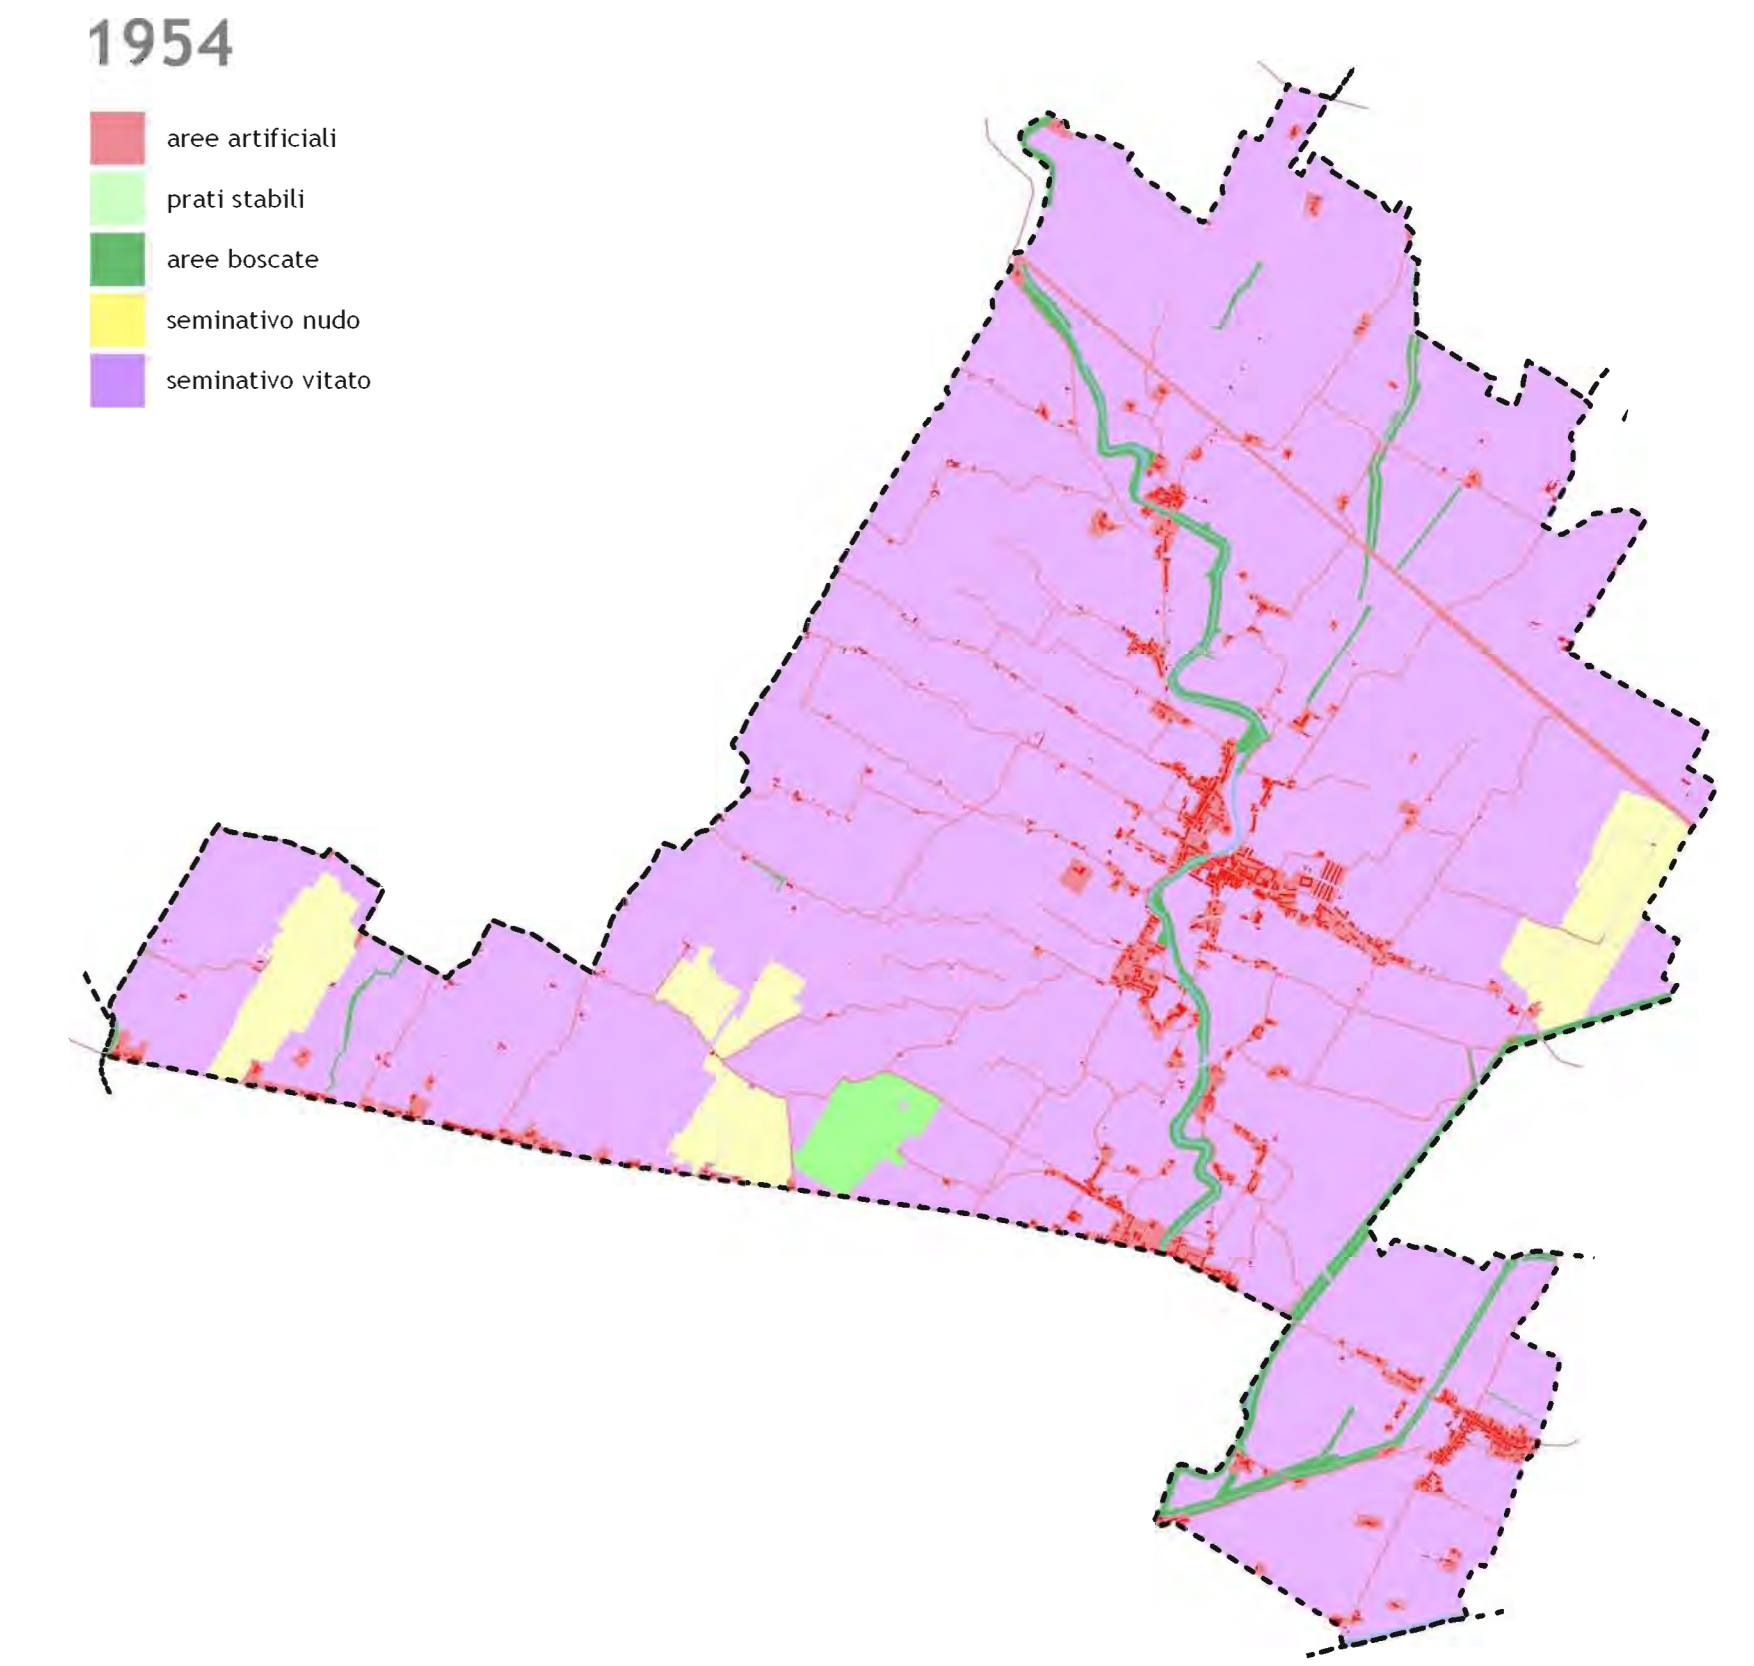 1954
aree artificiali
prati stabili
aree boscate
seminativo nudo
seminativo vitato